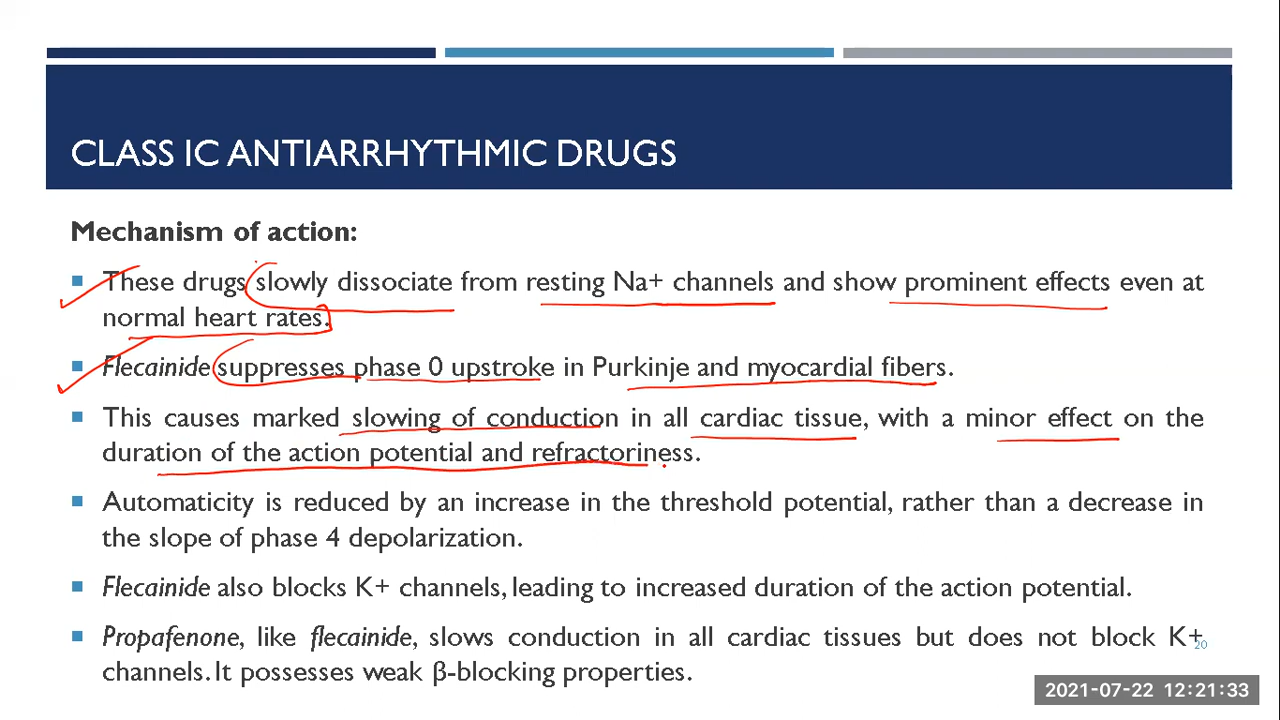 CLASS IC ANTIARRHYTHMIC DRUGS
Mechanism of action:
These drugs slowly dissociate from resting Na+ channels and show prominent effects even at
normal heart rates.
Flecainide suppresses phase 0 upstroke in Purkinje and myocardial fibers.
This causes marked slowing of conduction in all cardiac tissue, with a minor effect on the
duration of the action potential and refractoriness.
Automaticity is reduced by an increase in the threshold potential, rather than a decrease in
the slope of phase 4 depolarization.
Flecainide also blocks K+ channels, leading to increased duration of the action potential.
Propafenone, like flecainide, slows conduction in all cardiac tissues but does not block K+
channels. It possesses weak β-blocking properties.
20
2021-07-22 12:21:33